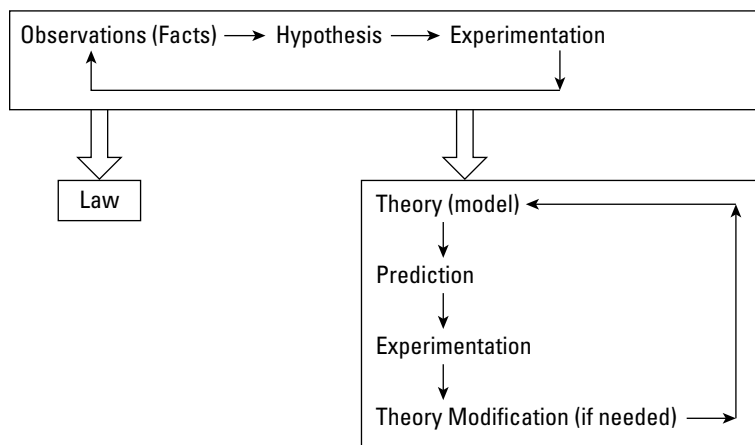 Observations (Facts) Hypothesis Experimentation
Law
Theory (model)
Prediction
Experimentation
Theory Modification (if needed)